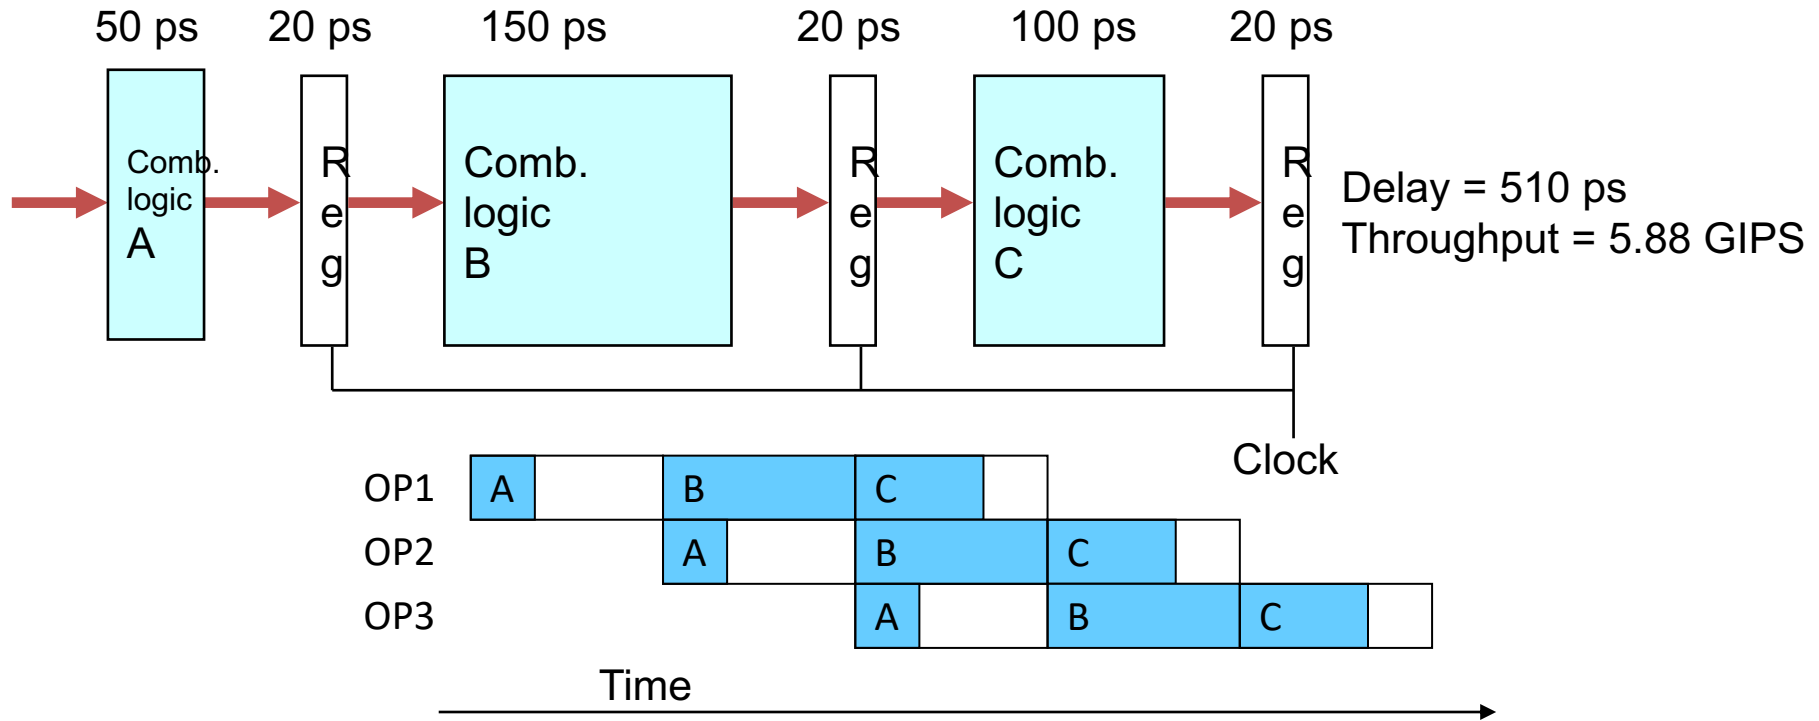 50 ps 20 ps 150 ps 20 ps 100 ps 20 ps
Comb.
logic
A
R
e
g
Comb.
logic
B
R
e
g
Comb.
logic
C
R
e
g
Delay = 510 ps
Throughput = 5.88 GIPS
Clock
OP1 A B C
OP2 A B C
OP3 A B C
Time